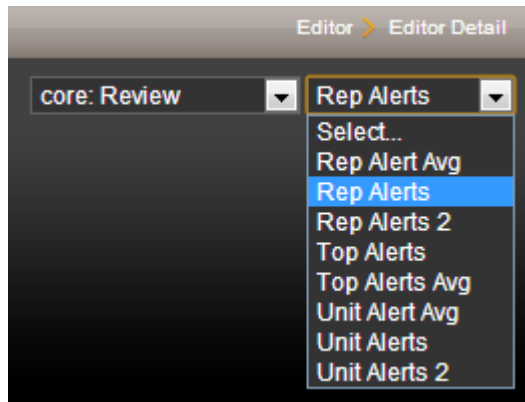 Editor > Editor Detail
core: Review
Rep Alerts
Select...
Rep Alert Avg
Rep Alerts
Rep Alerts 2
Top Alerts
Top Alerts Avg
Unit Alert Avg
Unit Alerts
Unit Alerts 2